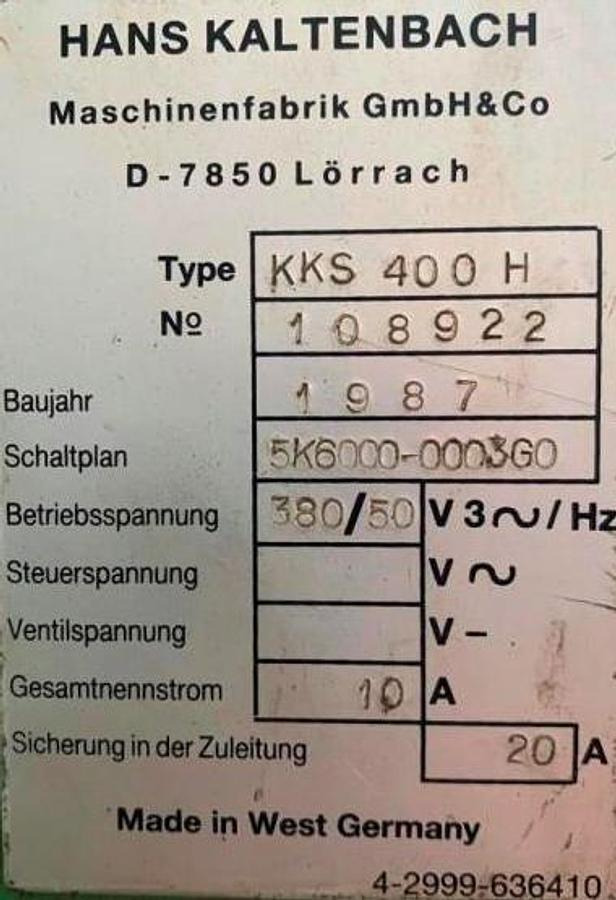 HANS KALTENBACH
Maschinenfabrik GmbH&Co
D-7850 Lörrach
Type KKS 400 H
Nº 108922
Baujahr 1987
Schaltplan 5K6000-0003G0
Betriebsspannung 380/50 V 3~/Hz
Steuerspannung V ~
Ventilspannung V –
Gesamtnennstrom 10 A
Sicherung in der Zuleitung 20 A
Made in West Germany
4-2999-636410